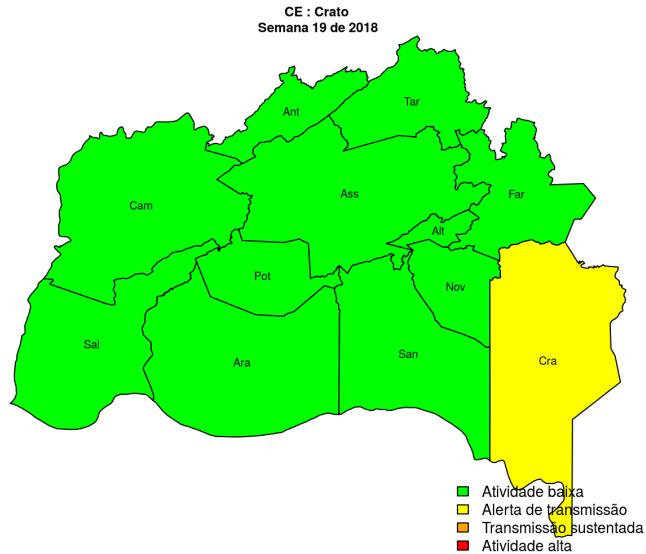 CE : Crato
Semana 19 de 2018
Tar
Ant
Ass
Far
Cam
Alt
Pot
Nov
Sal
San
Ara
Cra
Atividade baixa
Alerta de transmissão
Transmissão sustentada
Atividade alta